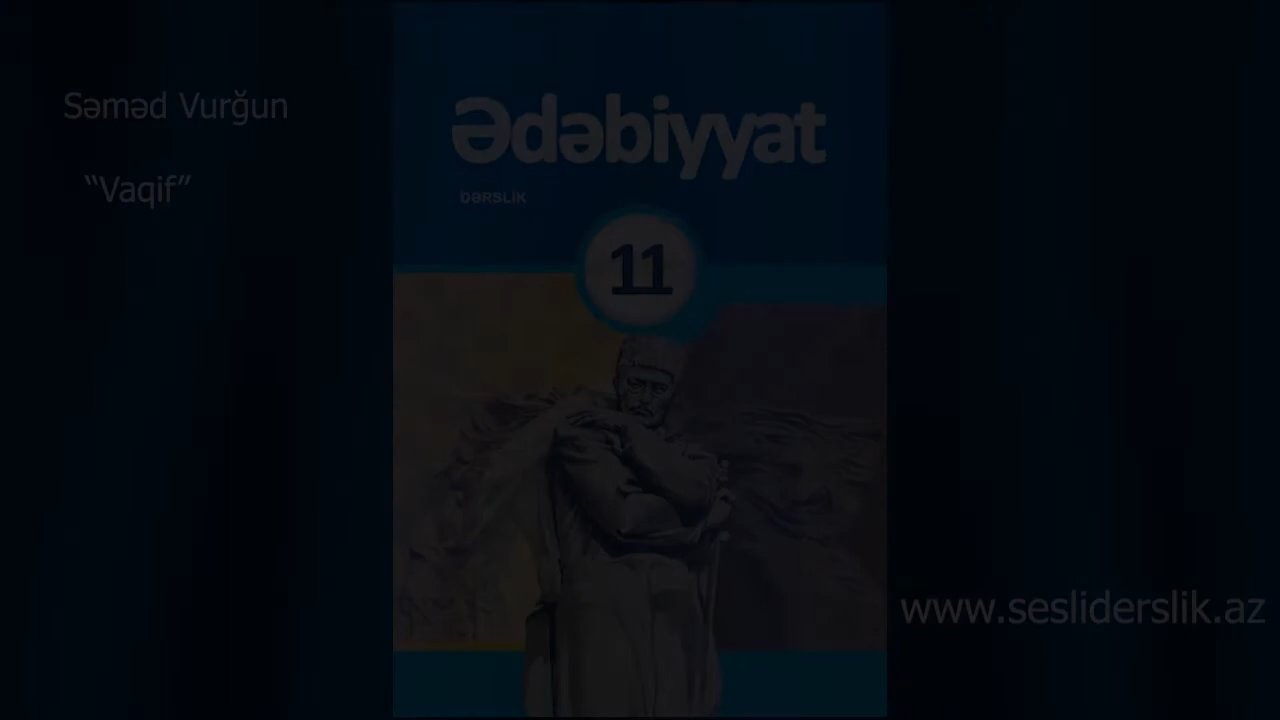 Səməd Vurğun
“Vaqif”
Ədəbiyyat
DƏRSLİK
11
www.sesliderslik.az